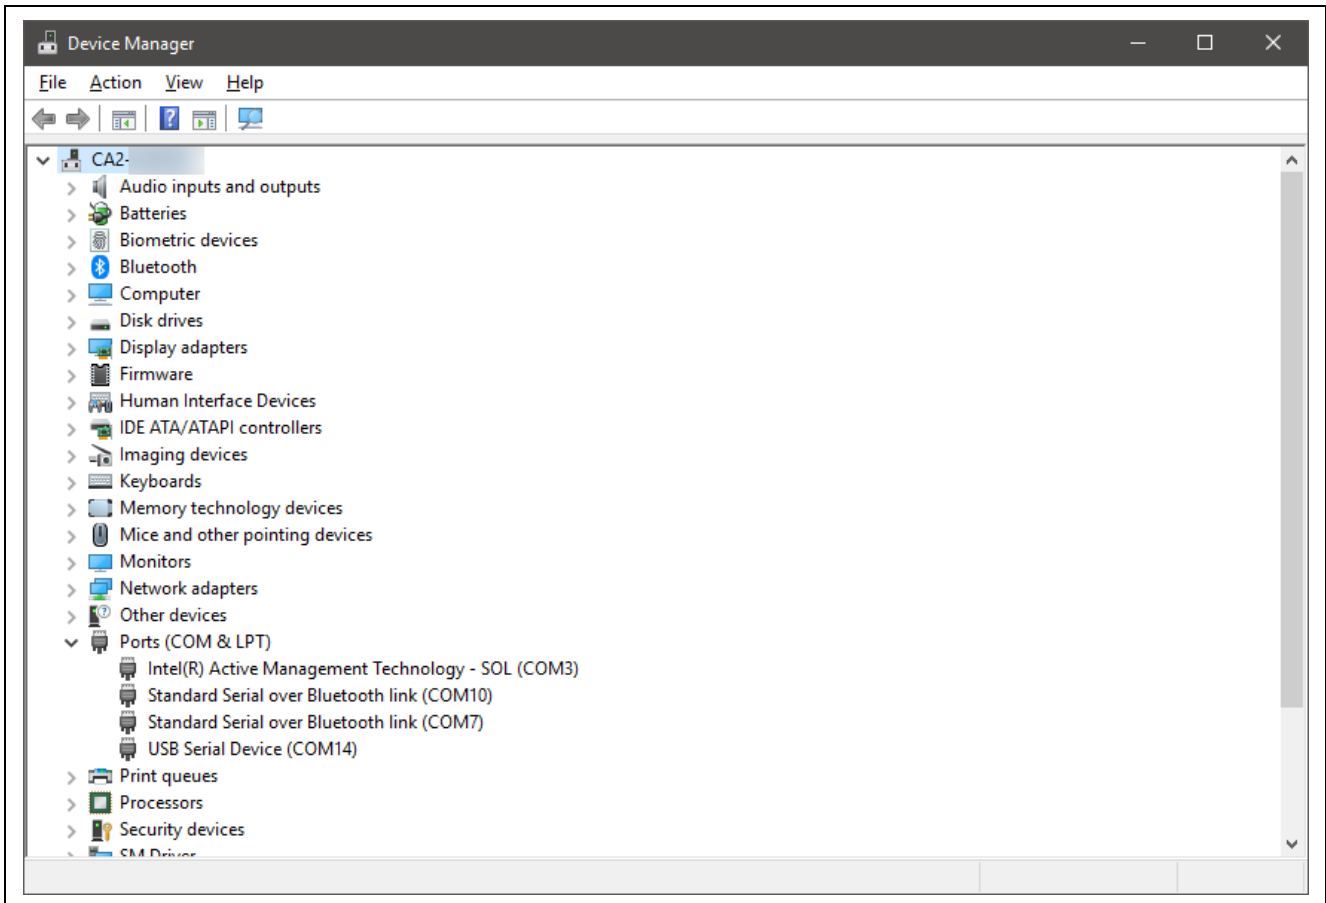 Device Manager
File Action View Help
CA2-
Audio inputs and outputs
Batteries
Biometric devices
Bluetooth
Computer
Disk drives
Display adapters
Firmware
Human Interface Devices
IDE ATA/ATAPI controllers
Imaging devices
Keyboards
Memory technology devices
Mice and other pointing devices
Monitors
Network adapters
Other devices
Ports (COM & LPT)
Intel(R) Active Management Technology - SOL (COM3)
Standard Serial over Bluetooth link (COM10)
Standard Serial over Bluetooth link (COM7)
USB Serial Device (COM14)
Print queues
Processors
Security devices
SM Driver